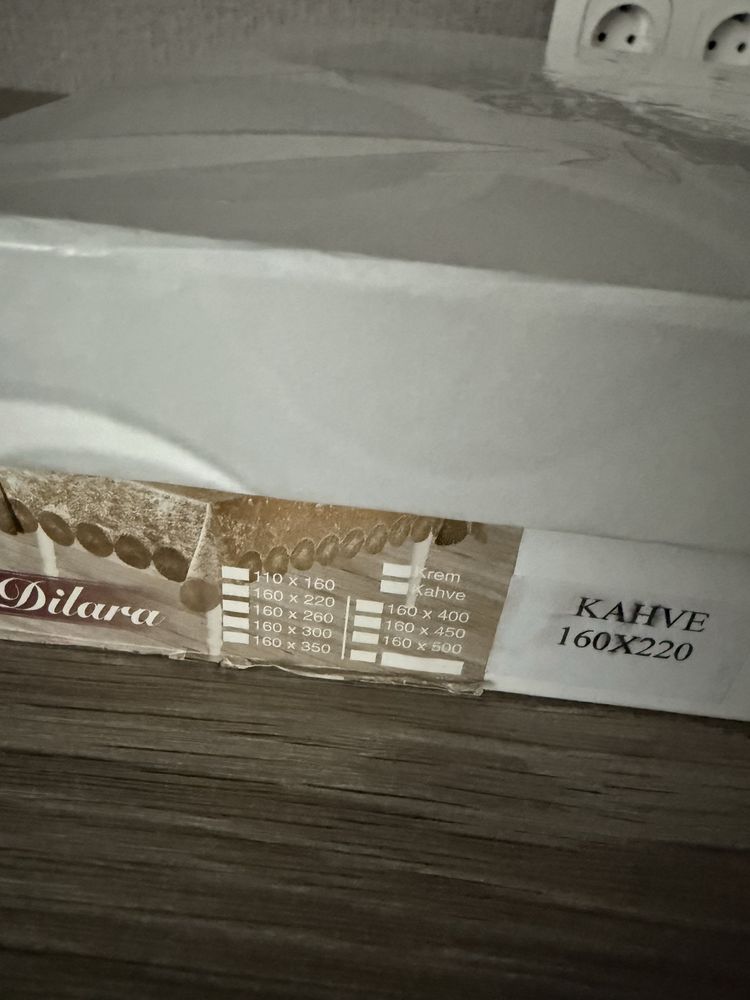 Dilara
110 x 160
160 x 220
160 x 260
160 x 300
160 x 350
Krem
Kahve
160 x 400
160 x 450
160 x 500
KAHVE
160X220